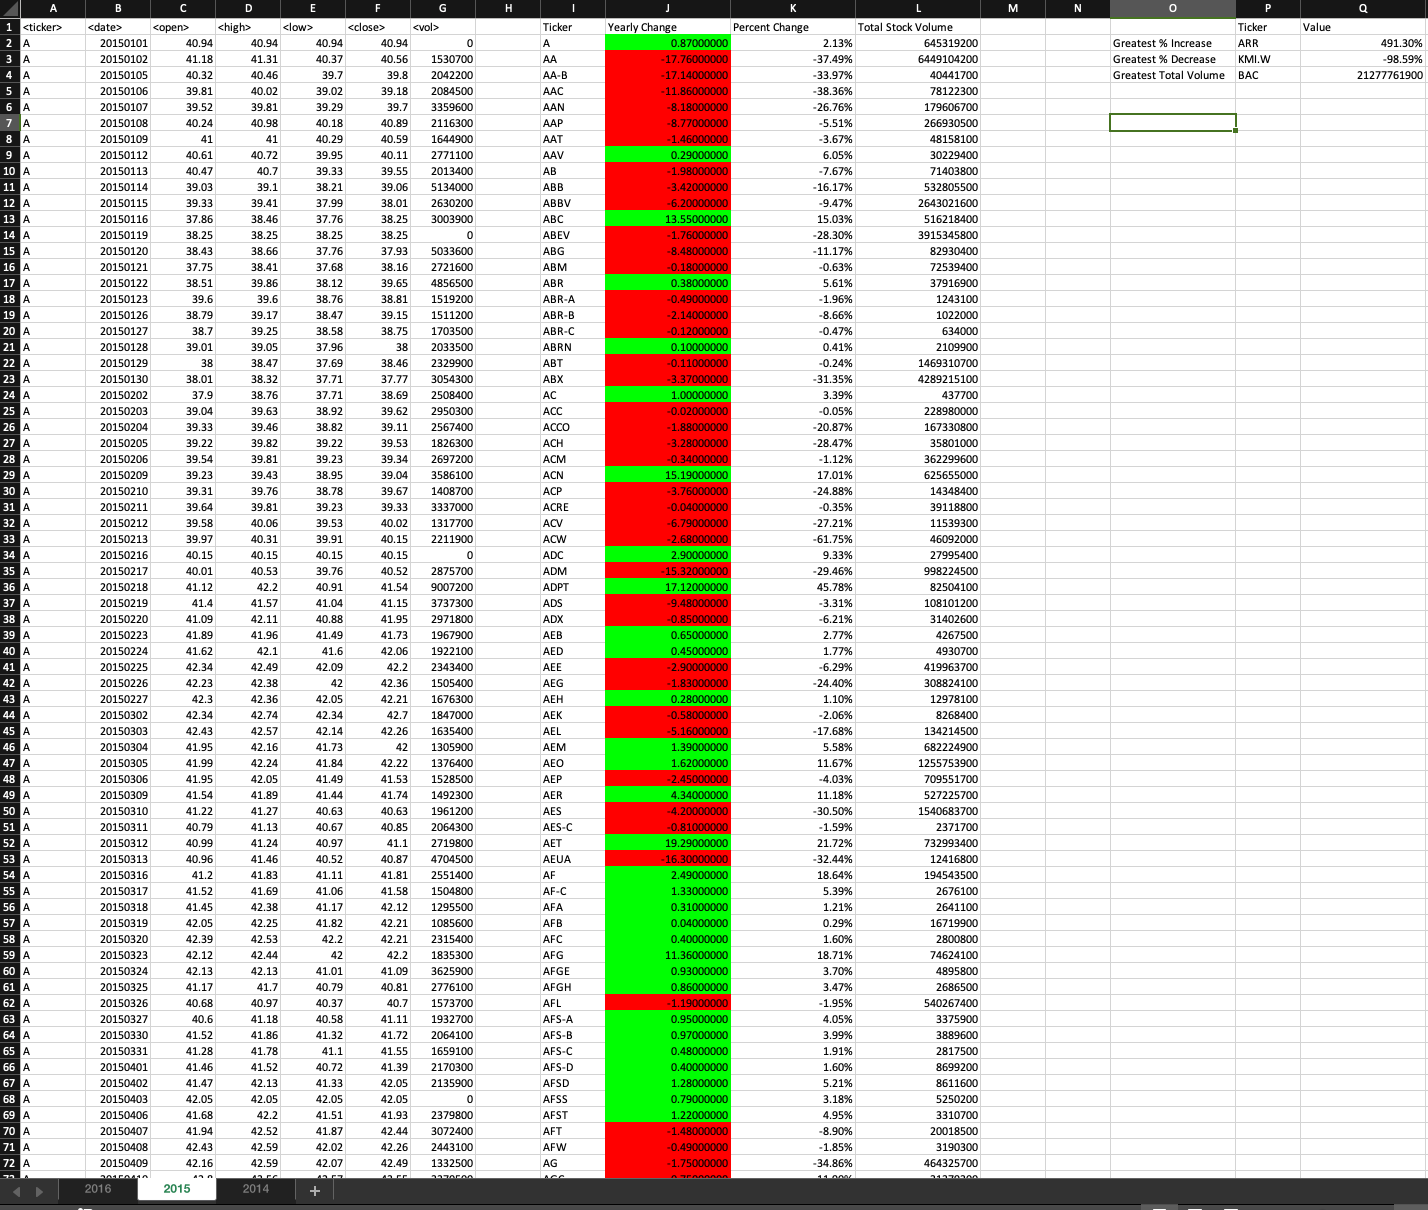 A B C D E F G H I J K L M N O P Q
1 <ticker> <date> <open> <high> <low> <close> <vol> Ticker Yearly Change Percent Change Total Stock Volume Ticker Value
2 A 20150101 40.94 40.94 40.94 40.94 0 A 0.87000000 2.13% 645319200 Greatest % Increase ARR 491.30%
3 A 20150102 41.18 41.31 40.37 40.56 1530700 AA -17.76000000 -37.49% 6449104200 Greatest % Decrease KMI.W -98.59%
4 A 20150105 40.32 40.46 39.7 39.8 2042200 AA-B -17.14000000 -33.97% 40441700 Greatest Total Volume BAC 21277761900
5 A 20150106 39.81 40.02 39.02 39.18 2084500 AAC -11.86000000 -38.36% 78122300
6 A 20150107 39.52 39.81 39.29 39.7 3359600 AAN -8.18000000 -26.76% 179606700
7 A 20150108 40.24 40.98 40.18 40.89 2116300 AAP -8.77000000 -5.51% 266930500
8 A 20150109 41 41 40.29 40.59 1644900 AAT -1.46000000 -3.67% 48158100
9 A 20150112 40.61 40.72 39.95 40.11 2771100 AAV 0.29000000 6.05% 30229400
10 A 20150113 40.47 40.7 39.33 39.55 2013400 AB -1.98000000 -7.67% 71403800
11 A 20150114 39.03 39.1 38.21 39.06 5134000 ABB -3.42000000 -16.17% 532805500
12 A 20150115 39.33 39.41 37.99 38.01 2630200 ABBV -6.20000000 -9.47% 2643021600
13 A 20150116 37.86 38.46 37.76 38.25 3003900 ABC 13.55000000 15.03% 516218400
14 A 20150119 38.25 38.25 38.25 38.25 0 ABEV -1.76000000 -28.30% 3915345800
15 A 20150120 38.43 38.66 37.76 37.93 5033600 ABG -8.48000000 -11.17% 82930400
16 A 20150121 37.75 38.41 37.68 38.16 2721600 ABM -0.18000000 -0.63% 72539400
17 A 20150122 38.51 39.86 38.12 39.65 4856500 ABR 0.38000000 5.61% 37916900
18 A 20150123 39.6 39.6 38.76 38.81 1519200 ABR-A -0.49000000 -1.96% 1243100
19 A 20150126 38.79 39.17 38.47 39.15 1511200 ABR-B -2.14000000 -8.66% 1022000
20 A 20150127 38.7 39.25 38.58 38.75 1703500 ABR-C -0.12000000 -0.47% 634000
21 A 20150128 39.01 39.05 37.96 38 2033500 ABRN 0.10000000 0.41% 2109900
22 A 20150129 38 38.47 37.69 38.46 2329900 ABT -0.11000000 -0.24% 1469310700
23 A 20150130 38.01 38.32 37.71 37.77 3054300 ABX -3.37000000 -31.35% 4289215100
24 A 20150202 37.9 38.76 37.71 38.69 2508400 AC 1.00000000 3.39% 437700
25 A 20150203 39.04 39.63 38.92 39.62 2950300 ACC -0.02000000 -0.05% 228980000
26 A 20150204 39.33 39.46 38.82 39.11 2567400 ACCO -1.88000000 -20.87% 167330800
27 A 20150205 39.22 39.82 39.22 39.53 1826300 ACH -3.28000000 -28.47% 35801000
28 A 20150206 39.54 39.81 39.23 39.34 2697200 ACM -0.34000000 -1.12% 362299600
29 A 20150209 39.23 39.43 38.95 39.04 3586100 ACN 15.19000000 17.01% 625655000
30 A 20150210 39.31 39.76 38.78 39.67 1408700 ACP -3.76000000 -24.88% 14348400
31 A 20150211 39.64 39.81 39.23 39.33 3337000 ACRE -0.04000000 -0.35% 39118800
32 A 20150212 39.58 40.06 39.53 40.02 1317700 ACV -6.79000000 -27.21% 11539300
33 A 20150213 39.97 40.31 39.91 40.15 2211900 ACW -2.68000000 -61.75% 46092000
34 A 20150216 40.15 40.15 40.15 40.15 0 ADC 2.90000000 9.33% 27995400
35 A 20150217 40.01 40.53 39.76 40.52 2875700 ADM -15.32000000 -29.46% 998224500
36 A 20150218 41.12 42.2 40.91 41.54 9007200 ADPT 17.12000000 45.78% 82504100
37 A 20150219 41.4 41.57 41.04 41.15 3737300 ADS -9.48000000 -3.31% 108101200
38 A 20150220 41.09 42.11 40.88 41.95 2971800 ADX -0.85000000 -6.21% 31402600
39 A 20150223 41.89 41.96 41.49 41.73 1967900 AEB 0.65000000 2.77% 4267500
40 A 20150224 41.62 42.1 41.6 42.06 1922100 AED 0.45000000 1.77% 4930700
41 A 20150225 42.34 42.49 42.09 42.2 2343400 AEE -2.90000000 -6.29% 419963700
42 A 20150226 42.23 42.38 42 42.36 1505400 AEG -1.83000000 -24.40% 308824100
43 A 20150227 42.3 42.36 42.05 42.21 1676300 AEH 0.28000000 1.10% 12978100
44 A 20150302 42.34 42.74 42.34 42.7 1847000 AEK -0.58000000 -2.06% 8268400
45 A 20150303 42.43 42.57 42.14 42.26 1635400 AEL -5.16000000 -17.68% 134214500
46 A 20150304 41.95 42.16 41.73 42 1305900 AEM 1.39000000 5.58% 682224900
47 A 20150305 41.99 42.24 41.84 42.22 1376400 AEO 1.62000000 11.67% 1255753900
48 A 20150306 41.95 42.05 41.49 41.53 1528500 AEP -2.45000000 -4.03% 709551700
49 A 20150309 41.54 41.89 41.44 41.74 1492300 AER 4.34000000 11.18% 527225700
50 A 20150310 41.22 41.27 40.63 40.63 1961200 AES -4.20000000 -30.50% 1540683700
51 A 20150311 40.79 41.13 40.67 40.85 2064300 AES-C -0.81000000 -1.59% 2371700
52 A 20150312 40.99 41.24 40.97 41.1 2719800 AET 19.29000000 21.72% 732993400
53 A 20150313 40.96 41.46 40.52 40.87 4704500 AEUA -16.30000000 -32.44% 12416800
54 A 20150316 41.2 41.83 41.11 41.81 2551400 AF 2.49000000 18.64% 194543500
55 A 20150317 41.52 41.69 41.06 41.58 1504800 AF-C 1.33000000 5.39% 2676100
56 A 20150318 41.45 42.38 41.17 42.12 1295500 AFA 0.31000000 1.21% 2641100
57 A 20150319 42.05 42.25 41.82 42.21 1085600 AFB 0.04000000 0.29% 16719900
58 A 20150320 42.39 42.53 42.2 42.21 2315400 AFC 0.40000000 1.60% 2800800
59 A 20150323 42.12 42.44 42 42.2 1835300 AFG 11.36000000 18.71% 74624100
60 A 20150324 42.13 42.13 41.01 41.09 3625900 AFGE 0.93000000 3.70% 4895800
61 A 20150325 41.17 41.7 40.79 40.81 2776100 AFGH 0.86000000 3.47% 2686500
62 A 20150326 40.68 40.97 40.37 40.7 1573700 AFL -1.19000000 -1.95% 540267400
63 A 20150327 40.6 41.18 40.58 41.11 1932700 AFS-A 0.95000000 4.05% 3375900
64 A 20150330 41.52 41.86 41.32 41.72 2064100 AFS-B 0.97000000 3.99% 3889600
65 A 20150331 41.28 41.78 41.1 41.55 1659100 AFS-C 0.48000000 1.91% 2817500
66 A 20150401 41.46 41.52 40.72 41.39 2170300 AFS-D 0.40000000 1.60% 8699200
67 A 20150402 41.47 42.13 41.33 42.05 2135900 AFSD 1.28000000 5.21% 8611600
68 A 20150403 42.05 42.05 42.05 42.05 0 AFSS 0.79000000 3.18% 5250200
69 A 20150406 41.68 42.2 41.51 41.93 2379800 AFST 1.22000000 4.95% 3310700
70 A 20150407 41.94 42.52 41.87 42.44 3072400 AFT -1.48000000 -8.90% 20018500
71 A 20150408 42.43 42.59 42.02 42.26 2443100 AFW -0.49000000 -1.85% 3190300
72 A 20150409 42.16 42.59 42.07 42.49 1332500 AG -1.75000000 -34.86% 464325700
2016 2015 2014 +